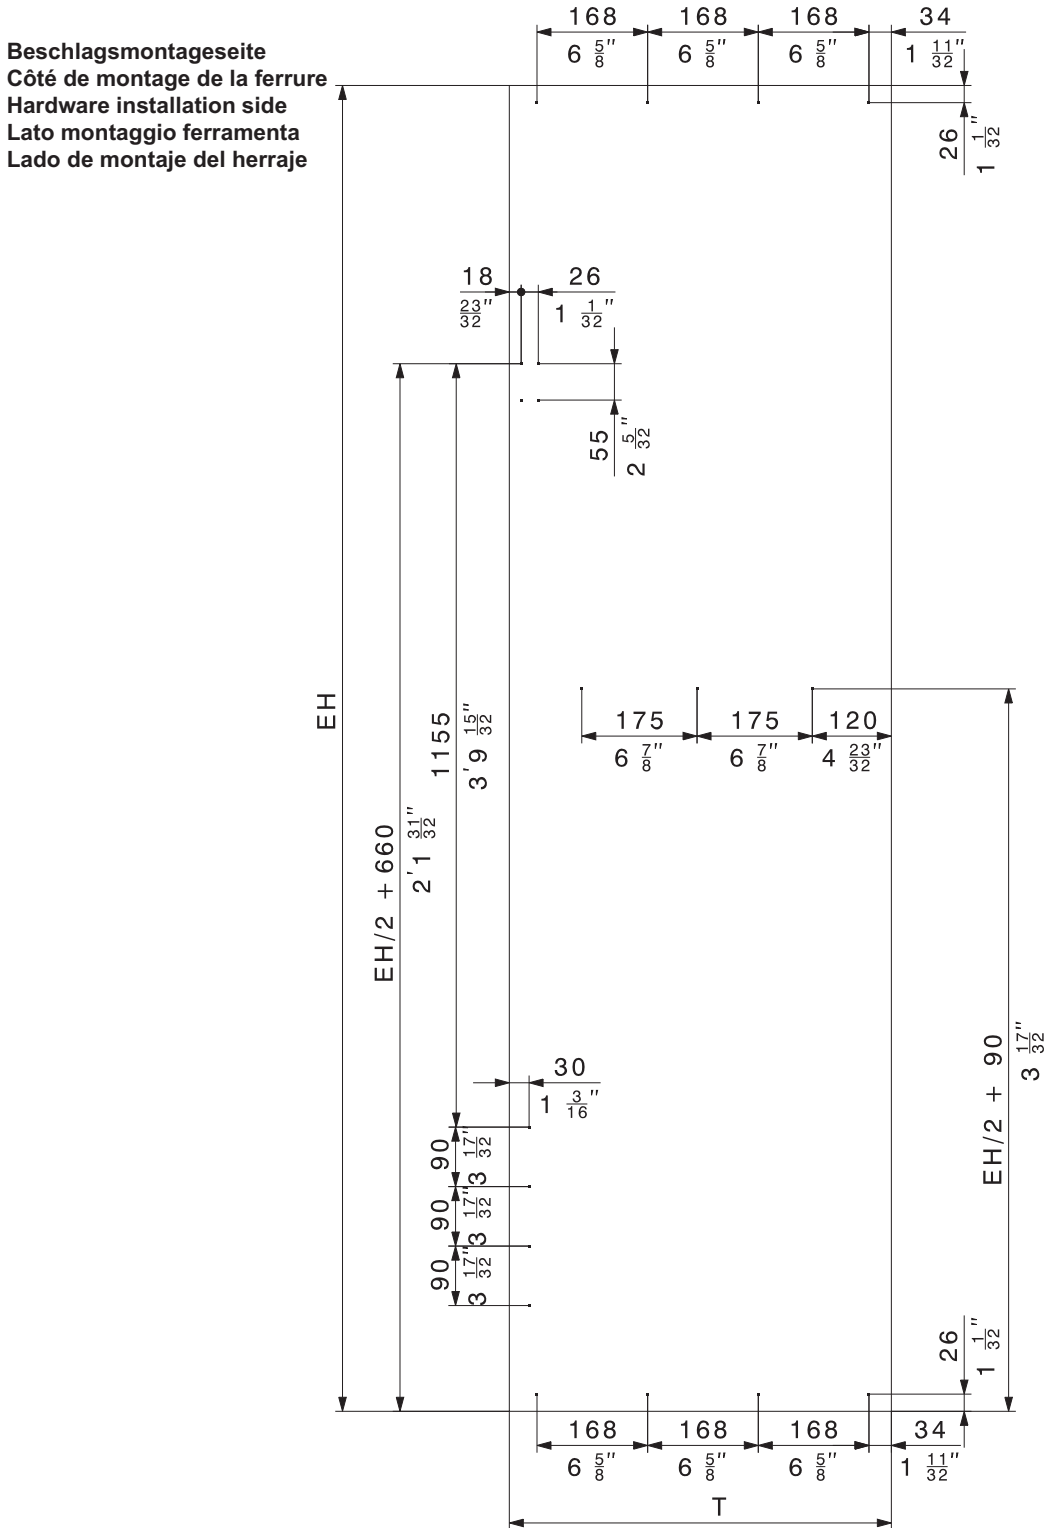 168 168 168 34
6 5/8" 6 5/8" 6 5/8" 1 11/32"
Beschlagsmontageseite
Côté de montage de la ferrure
Hardware installation side
Lato montaggio ferramenta
Lado de montaje del herraje
26
1 1/32"
18 26
23/32" 1 1/32"
55
2 5/32"
EH
1155
3'9 15/32"
175 175 120
6 7/8" 6 7/8" 4 23/32"
EH/2 +660
2'1 31/32"
30
1 3/16"
EH/2 + 90
3 17/32"
90
3 17/32"
90
3 17/32"
90
3 17/32"
26
1 1/32"
168 168 168 34
6 5/8" 6 5/8" 6 5/8" 1 11/32"
T